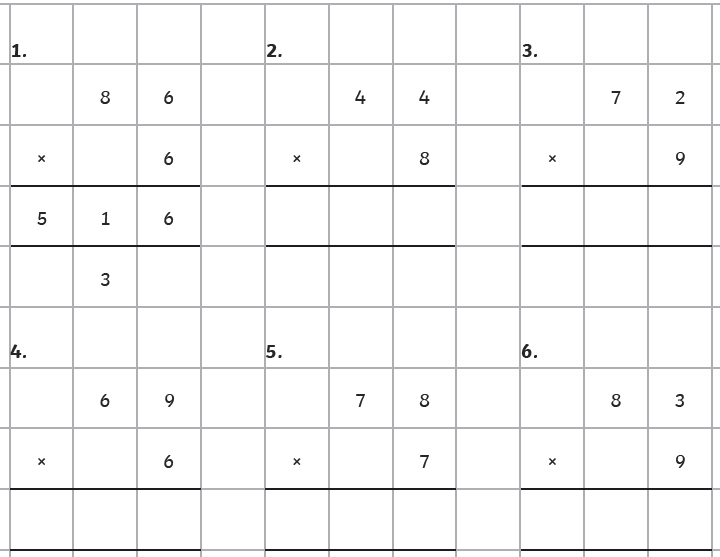 1. 2. 3.
8 6 4 4 7 2
× 6 × 8 × 9
5 1 6
3
4. 5. 6.
6 9 7 8 8 3
× 6 × 7 × 9